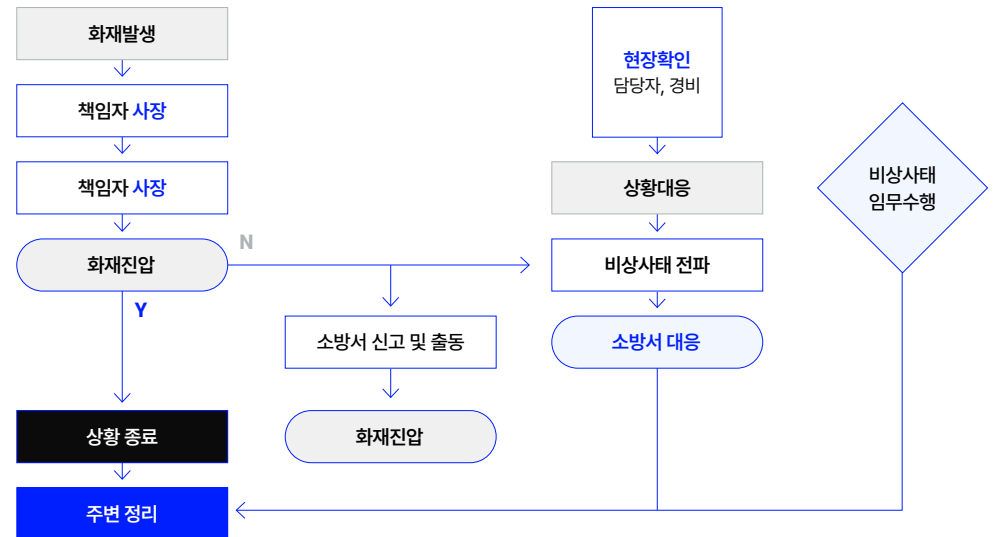 화재발생
책임자 사장
책임자 사장
화재진압
N
Y
상황 종료
주변 정리
소방서 신고 및 출동
화재진압
현장확인
담당자, 경비
상황대응
비상사태 전파
소방서 대응
비상사태
임무수행